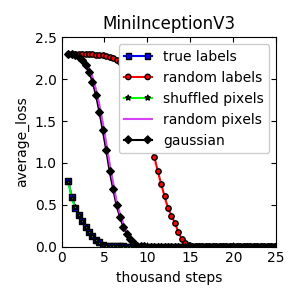 MiniInceptionV3
2.5
2.0
1.5
1.0
0.5
0.0
average_loss
true labels
random labels
shuffled pixels
random pixels
gaussian
0 5 10 15 20 25
thousand steps